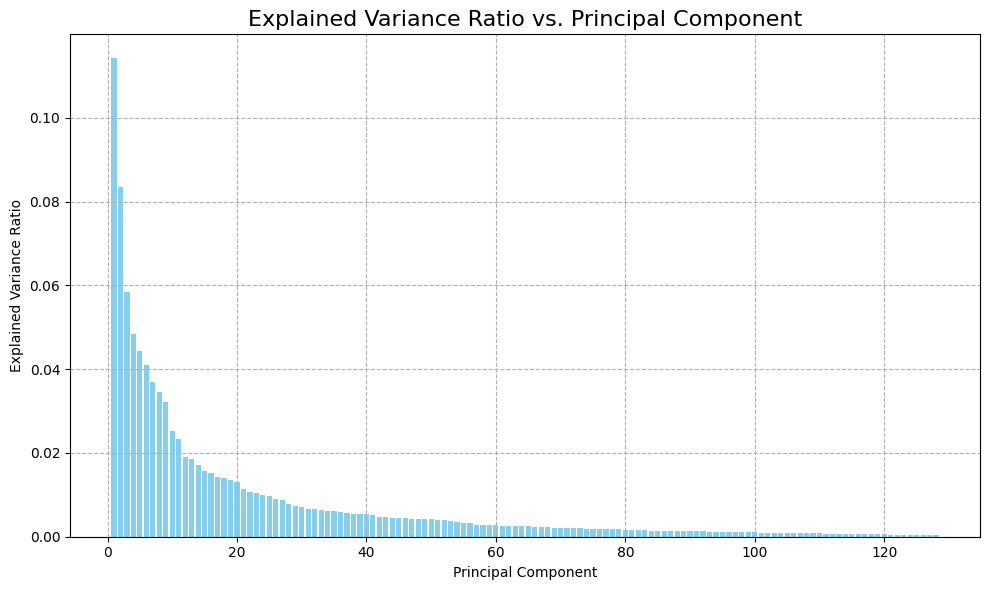 Explained Variance Ratio vs. Principal Component
Explained Variance Ratio
0.10
0.08
0.06
0.04
0.02
0.00
0 20 40 60 80 100 120
Principal Component